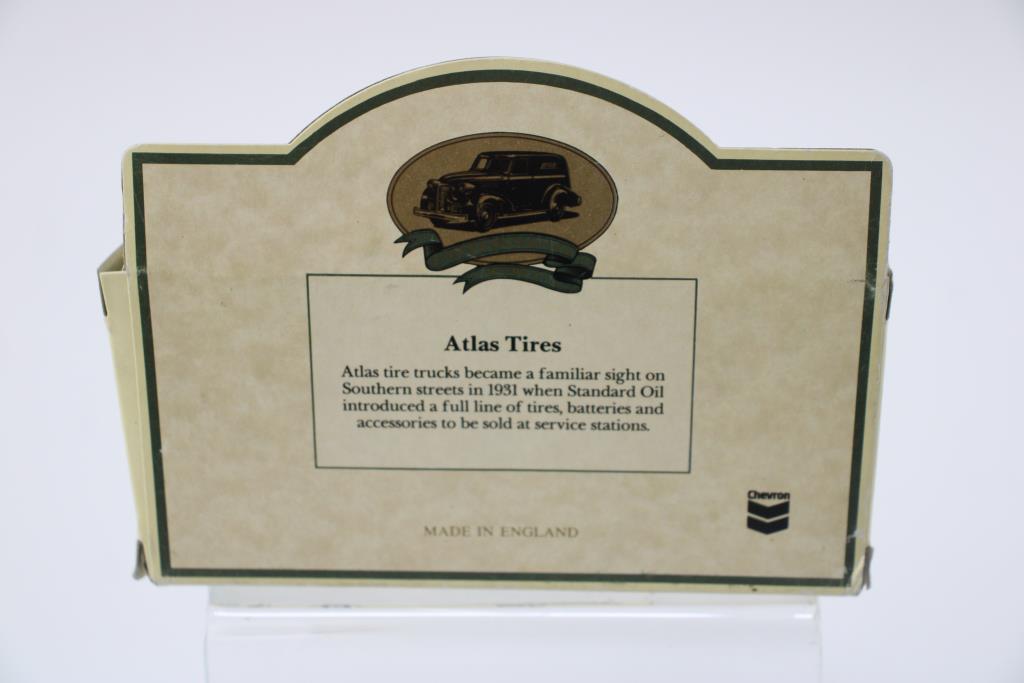 Atlas Tires
Atlas tire trucks became a familiar sight on
Southern streets in 1931 when Standard Oil
introduced a full line of tires, batteries and
accessories to be sold at service stations.
Chevron
MADE IN ENGLAND